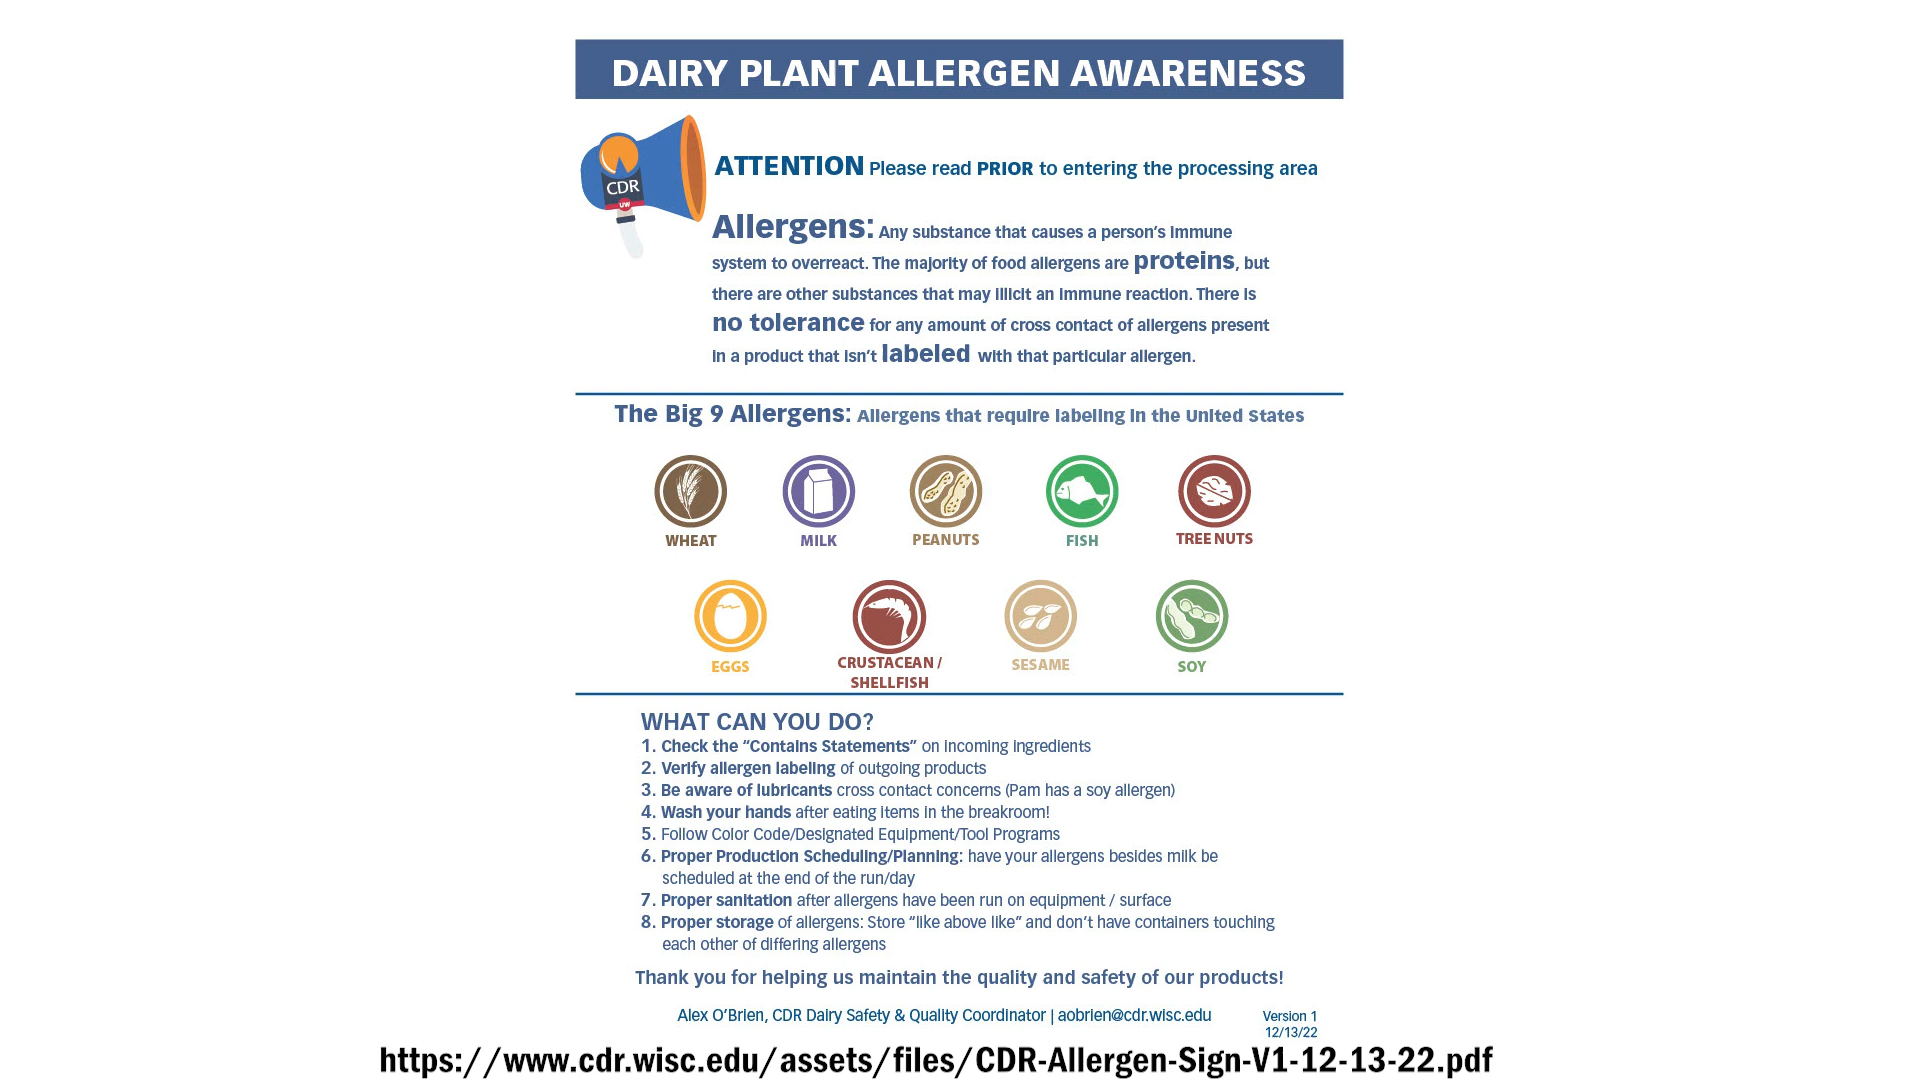 DAIRY PLANT ALLERGEN AWARENESS
CDR
UW
ATTENTION Please read PRIOR to entering the processing area
Allergens: Any substance that causes a person's immune
system to overreact. The majority of food allergens are proteins, but
there are other substances that may illicit an immune reaction. There is
no tolerance for any amount of cross contact of allergens present
in a product that isn't labeled with that particular allergen.
The Big 9 Allergens: Allergens that require labeling in the United States
WHEAT
MILK
PEANUTS
FISH
TREE NUTS
EGGS
CRUSTACEAN /
SHELLFISH
SESAME
SOY
WHAT CAN YOU DO?
1. Check the “Contains Statements” on incoming ingredients
2. Verify allergen labeling of outgoing products
3. Be aware of lubricants cross contact concerns (Pam has a soy allergen)
4. Wash your hands after eating items in the breakroom!
5. Follow Color Code/Designated Equipment/Tool Programs
6. Proper Production Scheduling/Planning: have your allergens besides milk be
scheduled at the end of the run/day
7. Proper sanitation after allergens have been run on equipment / surface
8. Proper storage of allergens: Store “like above like” and don't have containers touching
each other of differing allergens
Thank you for helping us maintain the quality and safety of our products!
Alex O'Brien, CDR Dairy Safety & Quality Coordinator | aobrien@cdr.wisc.edu
Version 1
12/13/22
https://www.cdr.wisc.edu/assets/files/CDR-Allergen-Sign-V1-12-13-22.pdf